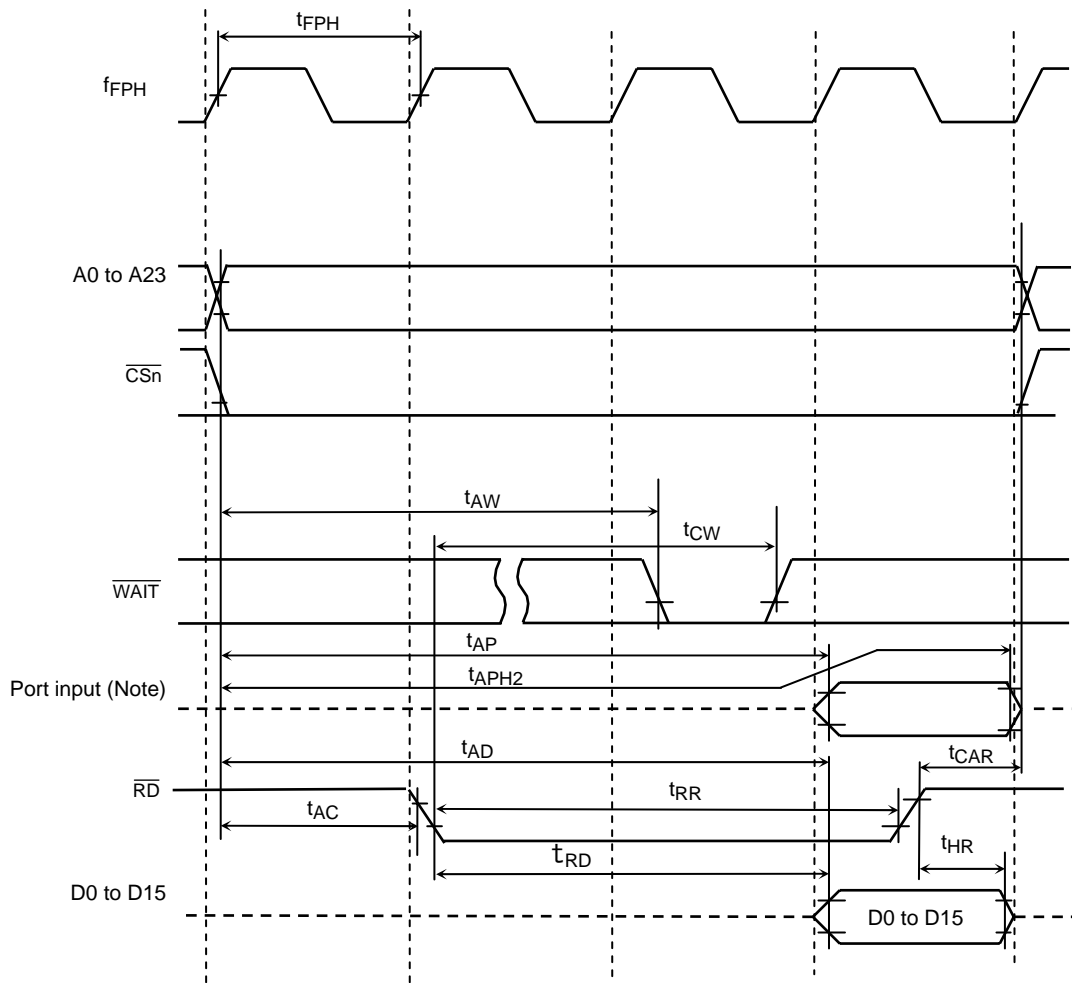 tFPH
fFPH
A0 to A23
CSn
tAW
tCW
WAIT
tAP
tAPH2
Port input (Note)
tAD
tCAR
RD
tRR
tAC
tHR
tRD
D0 to D15
D0 to D15